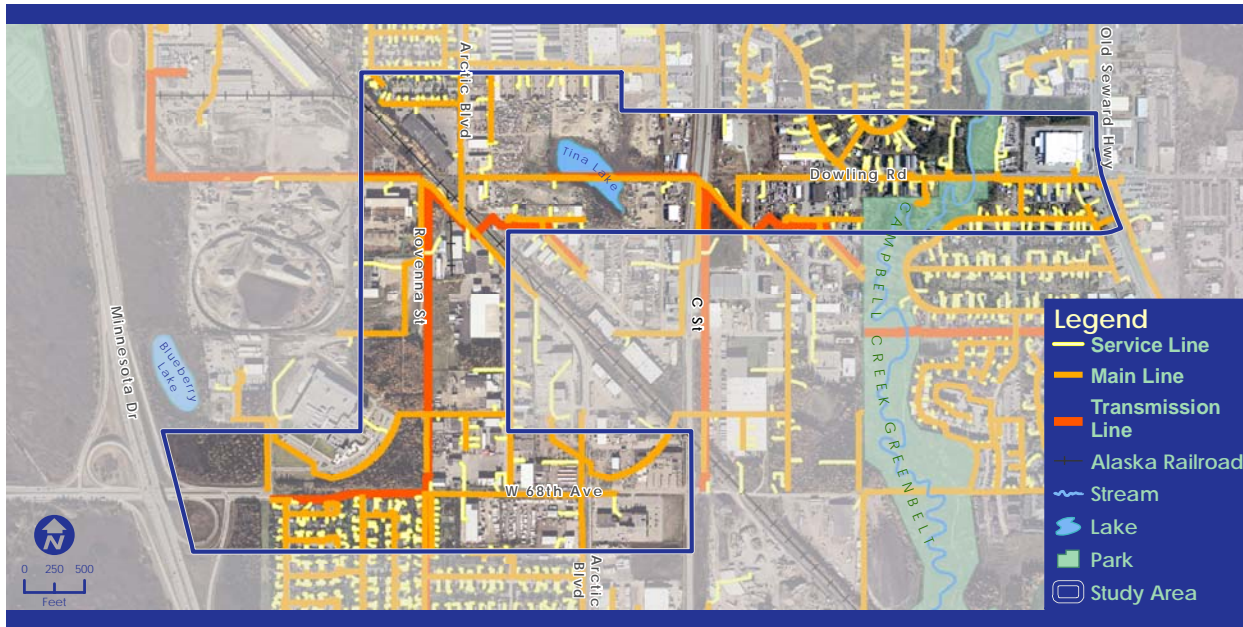 Arctic Blvd
Old Seward Hwy
Tina Lake
Dowling Rd
CAMPBELL CREEK GREENBELT
Rovenna St
C St
Minnesota Dr
Blueberry
Lake
W 68th Ave
Arctic
Blvd
N
0 250 500
Feet
Legend
Service Line
Main Line
Transmission
Line
Alaska Railroad
Stream
Lake
Park
Study Area